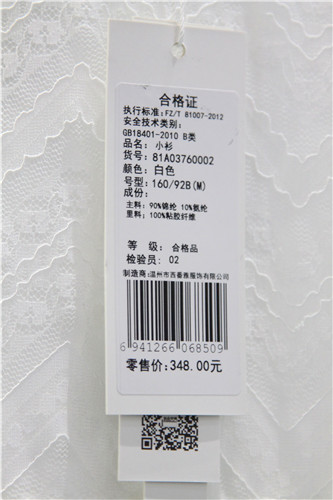 合格证
执行标准:FZ/T 81007-2012
安全技术类别:
GB18401-2010 B类
品名: 小衫
货号: 81A03760002
颜色: 白色
号型: 160/92B(M)
成份:
主料: 90%锦纶 10%氨纶
里料: 100%粘胶纤维
等 级: 合格品
检验员: 02
制造商:温州市西番蕉服饰有限公司
6 941266 068509
零售价:348.00元